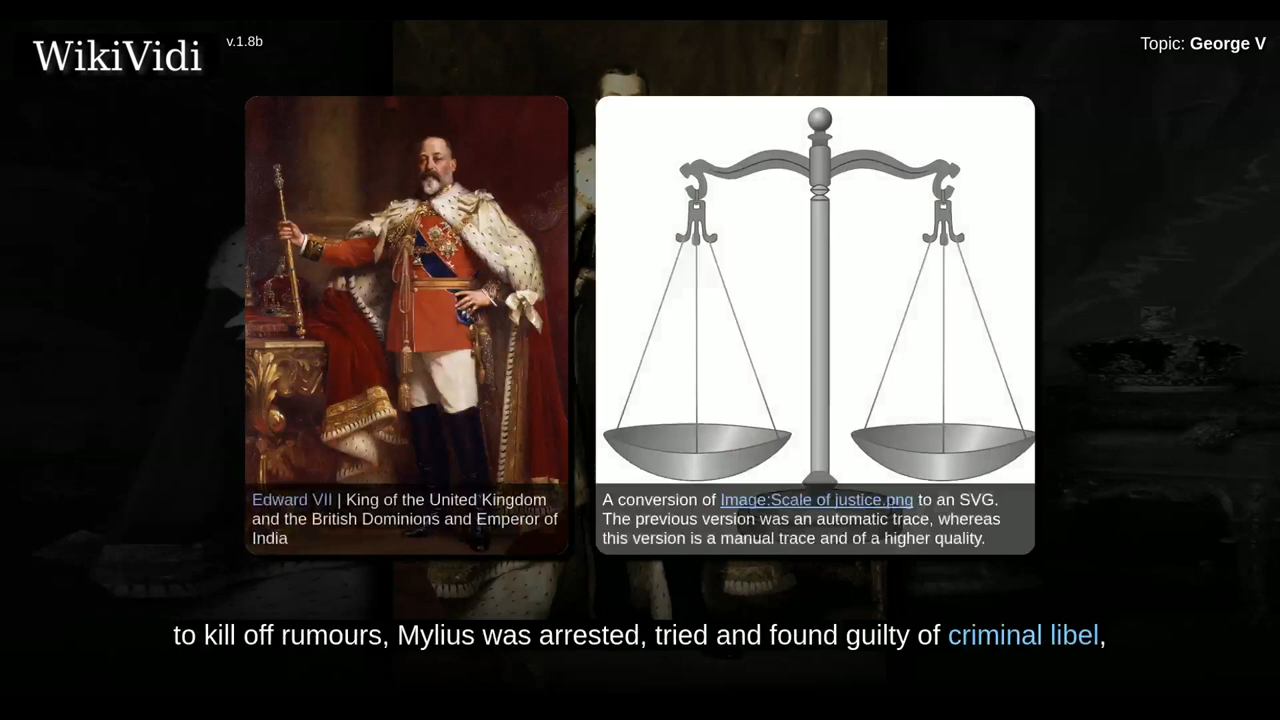 WikiVidi
v.1.8b
Topic: George V
Edward VII | King of the United Kingdom
and the British Dominions and Emperor of
India
A conversion of Image:Scale of justice.png to an SVG.
The previous version was an automatic trace, whereas
this version is a manual trace and of a higher quality.
to kill off rumours, Mylius was arrested, tried and found guilty of criminal libel,